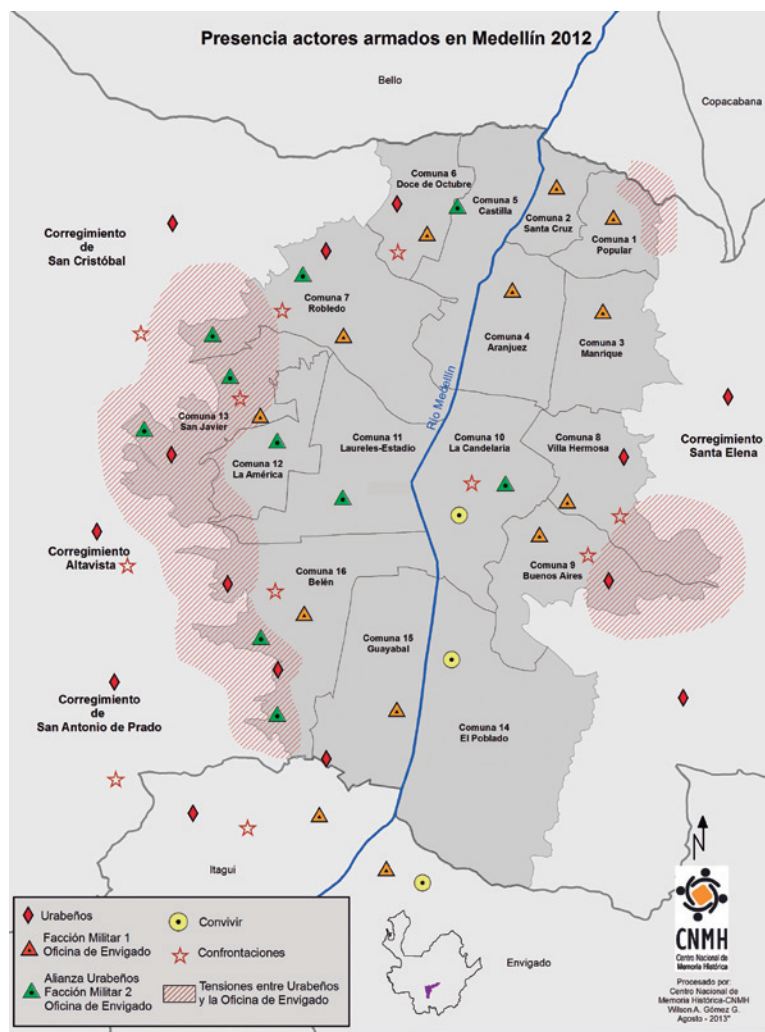 Presencia actores armados en Medellín 2012
Bello
Copacabana
Comuna 6
Doce de Octubre
Comuna 5
Castilla
Comuna 2
Santa Cruz
Comuna 1
Popular
Corregimiento
de
San Cristóbal
Comuna 7
Robledo
Comuna 4
Aranjuez
Comuna 3
Manrique
Río Medellín
Comuna 13
San Javier
Comuna 12
La América
Comuna 11
Laureles-Estadio
Comuna 10
La Candelaria
Comuna 8
Villa Hermosa
Corregimiento
Santa Elena
Corregimiento
Altavista
Comuna 16
Belén
Comuna 9
Buenos Aires
Comuna 15
Guayabal
Corregimiento
de
San Antonio de Prado
Comuna 14
El Poblado
Itagui
Envigado
N
Urabeños
Facción Militar 1
Oficina de Envigado
Alianza Urabeños
Facción Militar 2
Oficina de Envigado
Convivir
Confrontaciones
Tensiones entre Urabeños
y la Oficina de Envigado
CNMH
Centro Nacional de
Memoria Histórica
Procesado por:
Centro Nacional de
Memoria Histórica-CNMH
Wilson A. Gómez G.
Agosto - 2013"